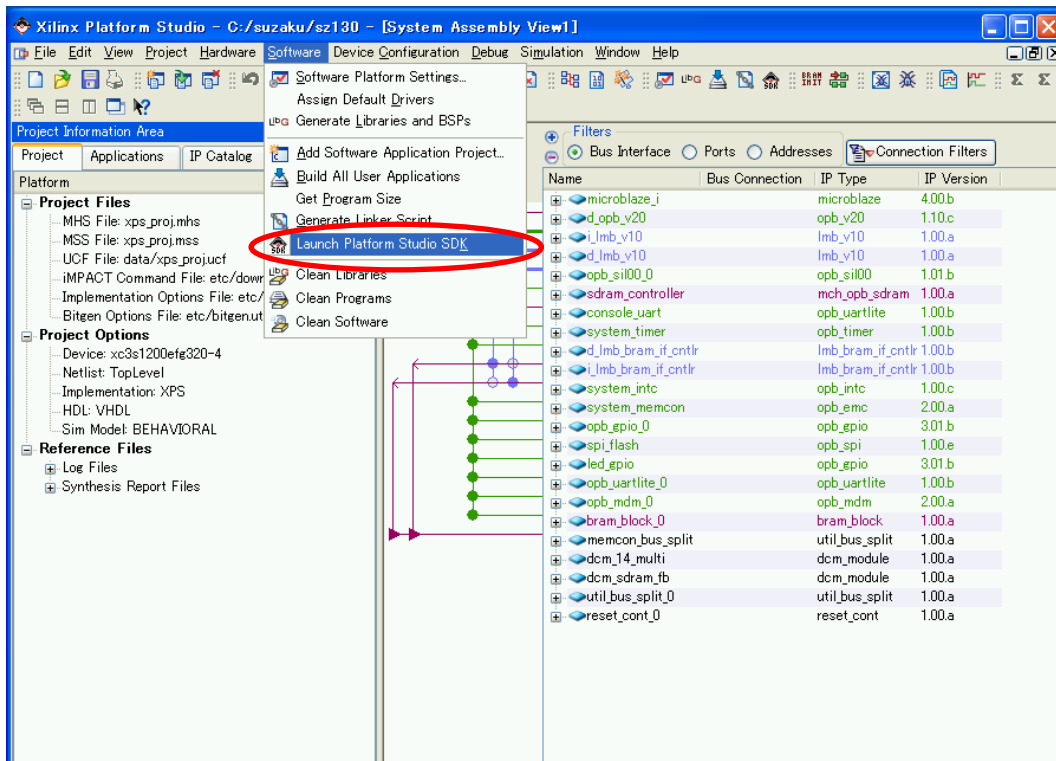 Xilinx Platform Studio - C:/suzaku/sz130 - [System Assembly View1]
File Edit View Project Hardware Software Device Configuration Debug Simulation Window Help
Software Platform Settings...
Assign Default Drivers
Generate Libraries and BSPs
Add Software Application Project...
Build All User Applications
Get Program Size
Generate Linker Script
Launch Platform Studio SDK
Clean Libraries
Clean Programs
Clean Software
Project Information Area
Project Applications IP Catalog
Platform
Project Files
MHS File: xps_proj.mhs
MSS File: xps_proj.mss
UCF File: data/xps_proj.ucf
iMPACT Command File: etc/down
Implementation Options File: etc/
Bitgen Options File: etc/bitgen.ut
Project Options
Device: xc3s1200efg320-4
Netlist: TopLevel
Implementation: XPS
HDL: VHDL
Sim Model: BEHAVIORAL
Reference Files
Log Files
Synthesis Report Files
Filters
Bus Interface Ports Addresses Connection Filters
Name Bus Connection IP Type IP Version
microblaze_i microblaze 4.00.b
d_opb_v20 opb_v20 1.10.c
i_lmb_v10 lmb_v10 1.00.a
d_lmb_v10 lmb_v10 1.00.a
opb_sil00_0 opb_sil00 1.01.b
sdram_controller mch_opb_sdram 1.00.a
console_uart opb_uartlite 1.00.b
system_timer opb_timer 1.00.b
d_lmb_bram_if_cntlr lmb_bram_if_cntlr 1.00.b
i_lmb_bram_if_cntlr lmb_bram_if_cntlr 1.00.b
system_intc opb_intc 1.00.c
system_memcon opb_emc 2.00.a
opb_gpio_0 opb_gpio 3.01.b
spi_flash opb_spi 1.00.e
led_gpio opb_gpio 3.01.b
opb_uartlite_0 opb_uartlite 1.00.b
opb_mdm_0 opb_mdm 2.00.a
bram_block_0 bram_block 1.00.a
memcon_bus_split util_bus_split 1.00.a
dcm_14_multi dcm_module 1.00.a
dcm_sdram_fb dcm_module 1.00.a
util_bus_split_0 util_bus_split 1.00.a
reset_cont_0 reset_cont 1.00.a